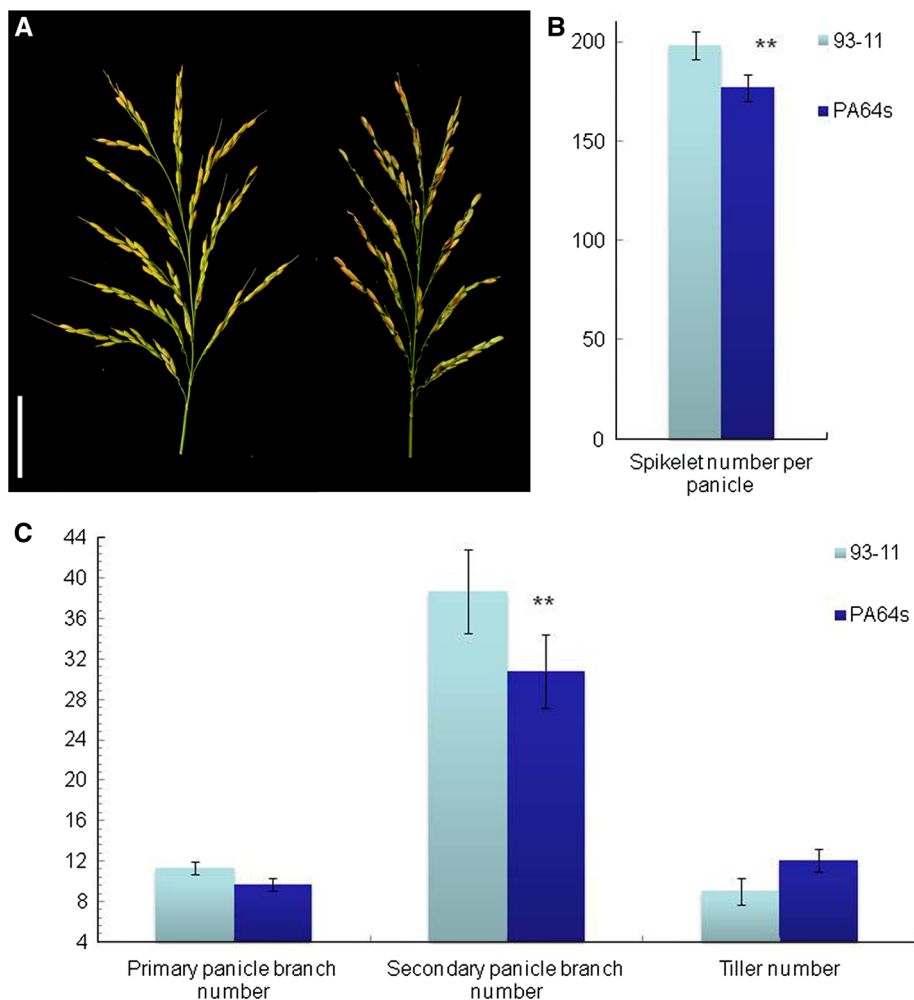 A
B
200
150
100
50
0
**
93-11
PA64s
Spikelet number per
panicle
C
44
40
36
32
28
24
20
16
12
8
4
**
93-11
PA64s
Primary panicle branch
number
Secondary panicle branch
number
Tiller number